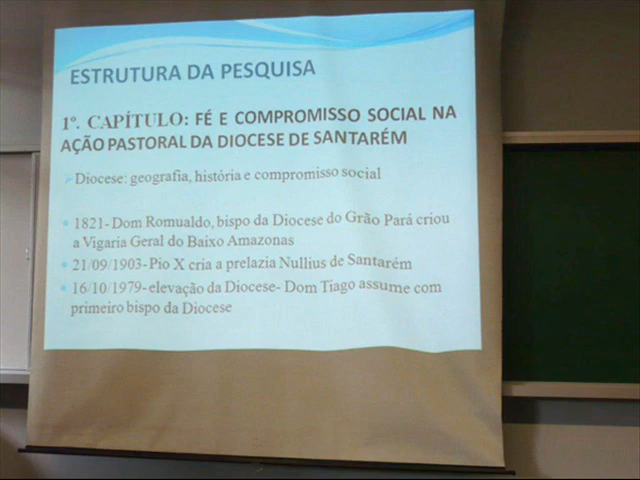 ESTRUTURA DA PESQUISA
1º. CAPÍTULO: FÉ E COMPROMISSO SOCIAL NA
AÇÃO PASTORAL DA DIOCESE DE SANTARÉM
Diocese: geografia, história e compromisso social
1821- Dom Romualdo, bispo da Diocese do Grão Pará criou
a Vigaria Geral do Baixo Amazonas
21/09/1903-Pio X cria a prelazia Nullius de Santarém
16/10/1979-elevação da Diocese- Dom Tiago assume com
primeiro bispo da Diocese